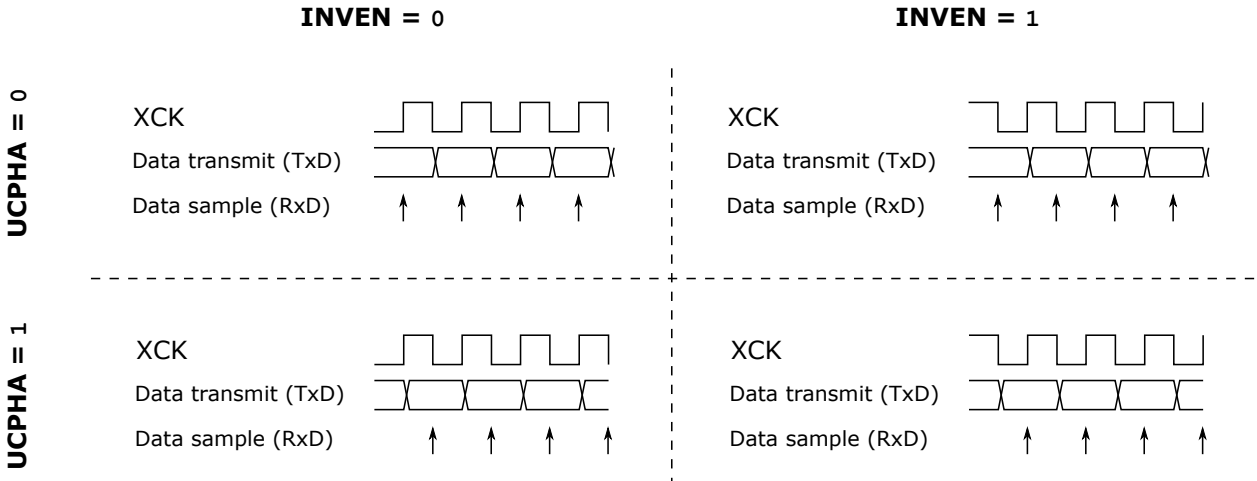 INVEN = 0
INVEN = 1
UCPHA = 0
XCK
Data transmit (TxD)
Data sample (RxD)
XCK
Data transmit (TxD)
Data sample (RxD)
UCPHA = 1
XCK
Data transmit (TxD)
Data sample (RxD)
XCK
Data transmit (TxD)
Data sample (RxD)